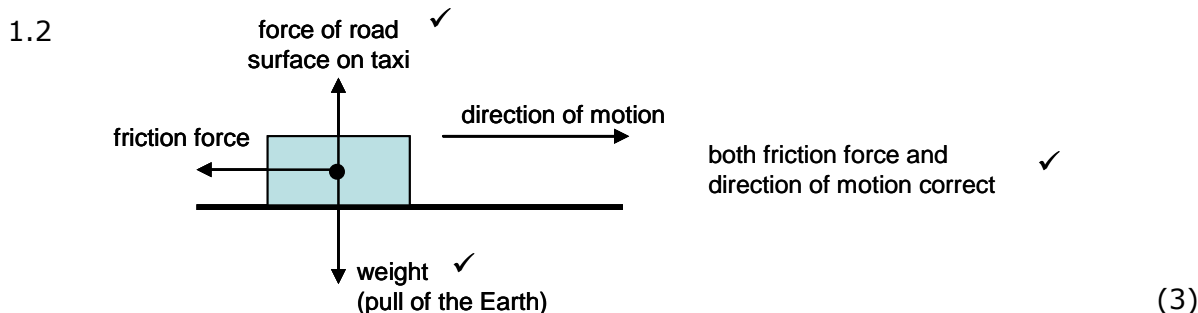 1.2
force of road ✓
surface on taxi
direction of motion
friction force
both friction force and ✓
direction of motion correct
weight ✓
(pull of the Earth)
(3)